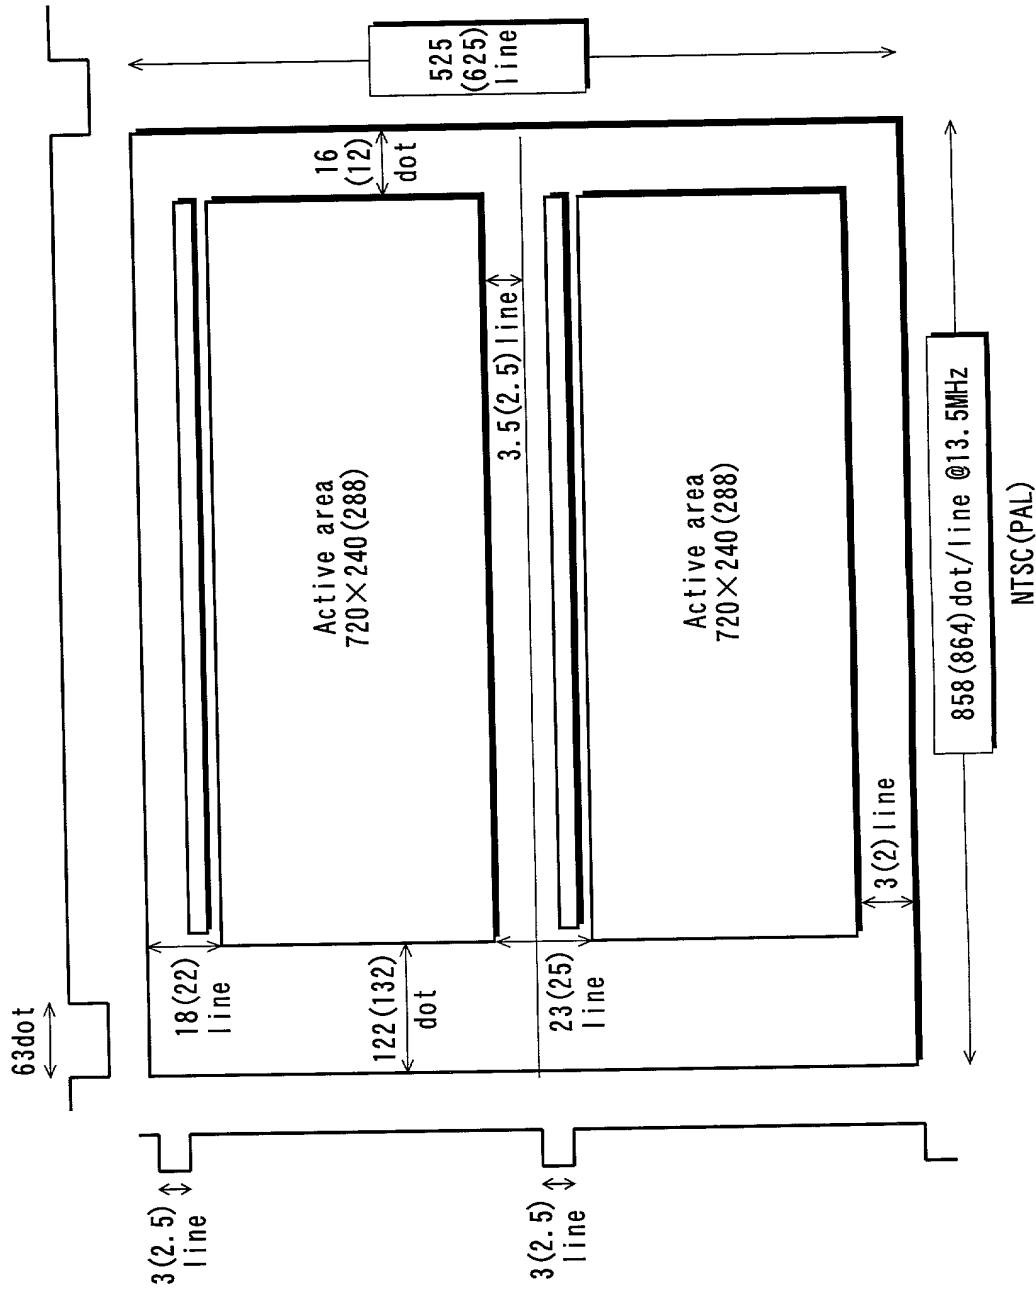 63dot
3(2.5)
line
18(22)
line
122(132)
dot
Active area
720×240(288)
16
(12)
dot
525
(625)
line
3.5(2.5)line
3(2.5)
line
23(25)
line
Active area
720×240(288)
3(2)line
858(864)dot/line @13.5MHz
NTSC(PAL)